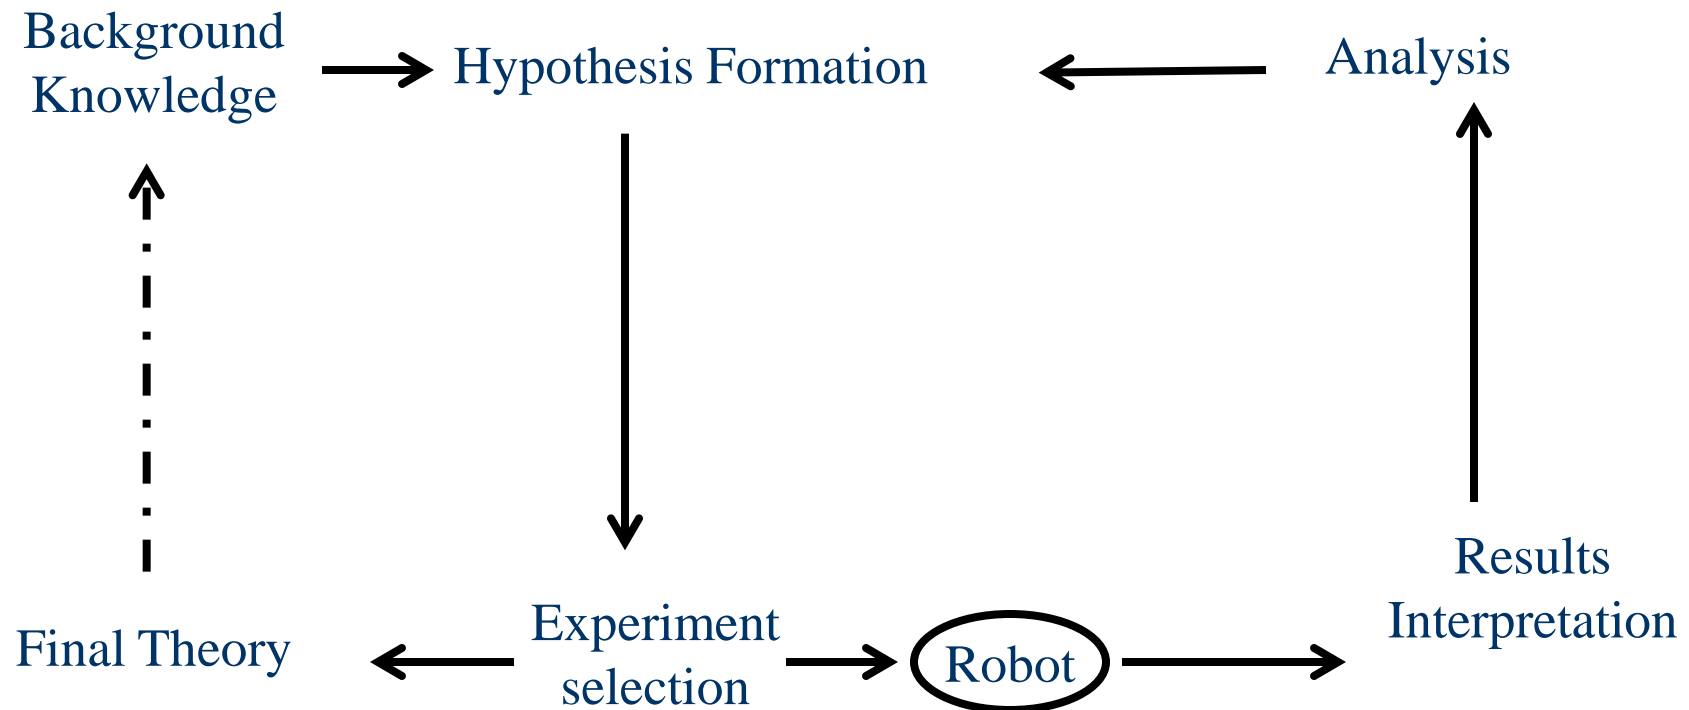 Background
Knowledge
Hypothesis Formation
Analysis
Final Theory
Experiment
selection
Robot
Results
Interpretation